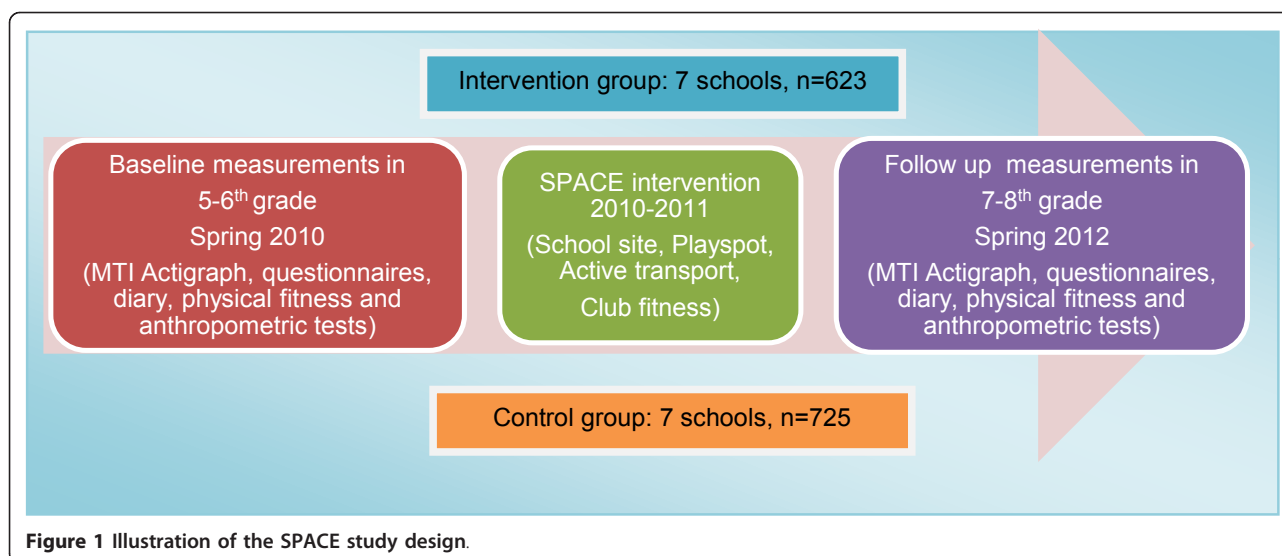 Intervention group: 7 schools, n=623
Baseline measurements in
5-6th grade
Spring 2010
(MTI Actigraph, questionnaires,
diary, physical fitness and
anthropometric tests)
SPACE intervention
2010-2011
(School site, Playspot,
Active transport,
Club fitness)
Follow up measurements in
7-8th grade
Spring 2012
(MTI Actigraph, questionnaires,
diary, physical fitness and
anthropometric tests)
Control group: 7 schools, n=725
Figure 1 Illustration of the SPACE study design.